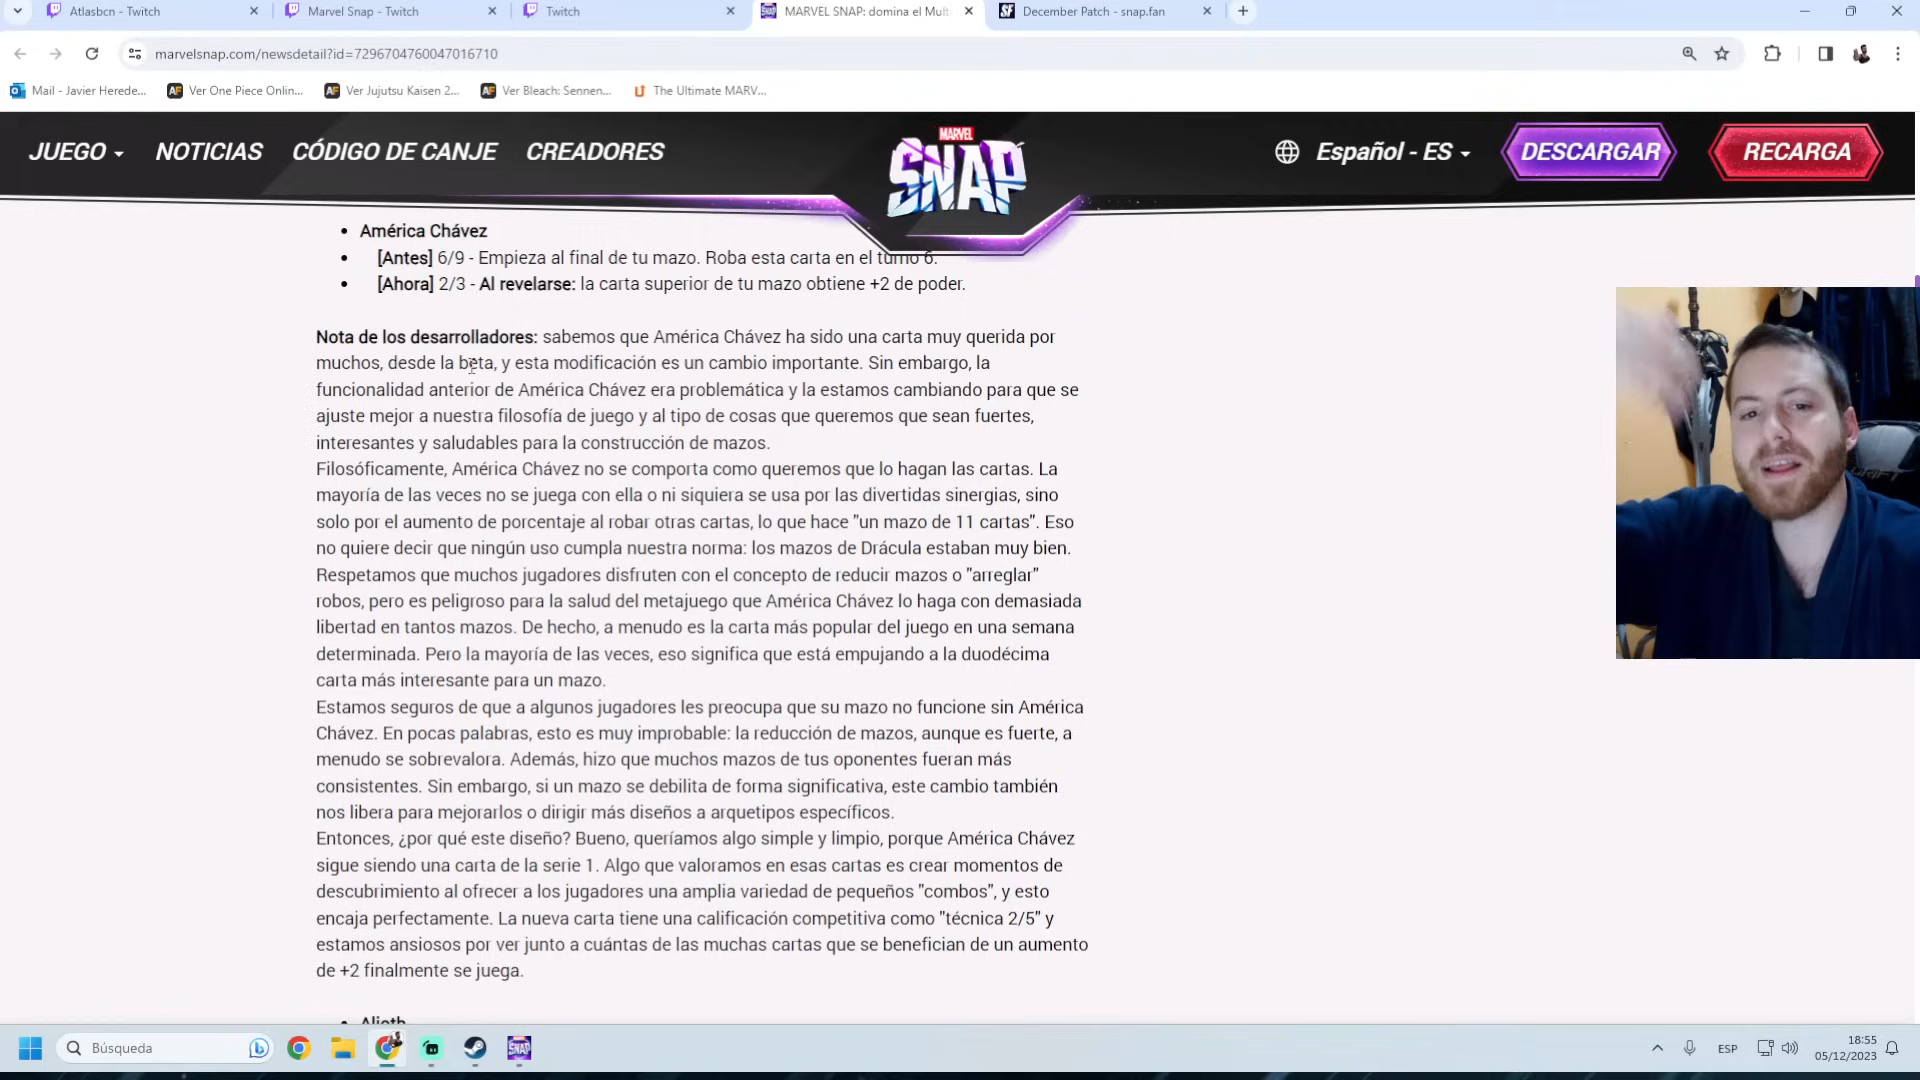 Atlasbcn - Twitch
Marvel Snap - Twitch
Twitch
MARVEL SNAP: domina el Mult
December Patch - snap.fan
marvelsnap.com/newsdetail?id=7296704760047016710
Mail - Javier Herede...
Ver One Piece Onlin...
Ver Jujutsu Kaisen 2...
Ver Bleach: Sennen...
The Ultimate MARV...
JUEGO
NOTICIAS
CÓDIGO DE CANJE
CREADORES
MARVEL
SNAP
Español - ES
DESCARGAR
RECARGA
América Chávez
[Antes] 6/9 - Empieza al final de tu mazo. Roba esta carta en el turno 6.
[Ahora] 2/3 - Al revelarse: la carta superior de tu mazo obtiene +2 de poder.
Nota de los desarrolladores: sabemos que América Chávez ha sido una carta muy querida por
muchos, desde la beta, y esta modificación es un cambio importante. Sin embargo, la
funcionalidad anterior de América Chávez era problemática y la estamos cambiando para que se
ajuste mejor a nuestra filosofía de juego y al tipo de cosas que queremos que sean fuertes,
interesantes y saludables para la construcción de mazos.
Filosóficamente, América Chávez no se comporta como queremos que lo hagan las cartas. La
mayoría de las veces no se juega con ella o ni siquiera se usa por las divertidas sinergias, sino
solo por el aumento de porcentaje al robar otras cartas, lo que hace "un mazo de 11 cartas". Eso
no quiere decir que ningún uso cumpla nuestra norma: los mazos de Drácula estaban muy bien.
Respetamos que muchos jugadores disfruten con el concepto de reducir mazos o "arreglar"
robos, pero es peligroso para la salud del metajuego que América Chávez lo haga con demasiada
libertad en tantos mazos. De hecho, a menudo es la carta más popular del juego en una semana
determinada. Pero la mayoría de las veces, eso significa que está empujando a la duodécima
carta más interesante para un mazo.
Estamos seguros de que a algunos jugadores les preocupa que su mazo no funcione sin América
Chávez. En pocas palabras, esto es muy improbable: la reducción de mazos, aunque es fuerte, a
menudo se sobrevalora. Además, hizo que muchos mazos de tus oponentes fueran más
consistentes. Sin embargo, si un mazo se debilita de forma significativa, este cambio también
nos libera para mejorarlos o dirigir más diseños a arquetipos específicos.
Entonces, ¿por qué este diseño? Bueno, queríamos algo simple y limpio, porque América Chávez
sigue siendo una carta de la serie 1. Algo que valoramos en esas cartas es crear momentos de
descubrimiento al ofrecer a los jugadores una amplia variedad de pequeños "combos", y esto
encaja perfectamente. La nueva carta tiene una calificación competitiva como "técnica 2/5" y
estamos ansiosos por ver junto a cuántas de las muchas cartas que se benefician de un aumento
de +2 finalmente se juega.
Alioth
Búsqueda
ESP
18:55
05/12/2023